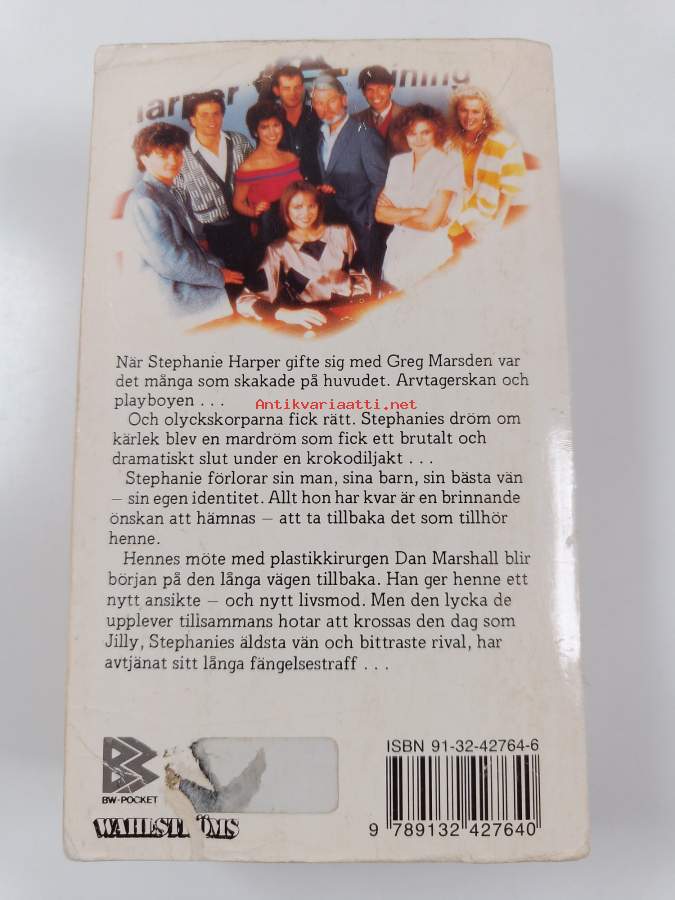 När Stephanie Harper gifte sig med Greg Marsden var
det många som skakade på huvudet. Arvtagerskan och
playboyen . . .
Antikvariaatti.net
Och olyckskorparna fick rätt. Stephanies dröm om
kärlek blev en mardröm som fick ett brutalt och
dramatiskt slut under en krokodiljakt . . .
Stephanie förlorar sin man, sina barn, sin bästa vän
– sin egen identitet. Allt hon har kvar är en brinnande
önskan att hämnas – att ta tillbaka det som tillhör
henne.
Hennes möte med plastikkirurgen Dan Marshall blir
början på den långa vägen tillbaka. Han ger henne ett
nytt ansikte – och nytt livsmod. Men den lycka de
upplever tillsammans hotar att krossas den dag som
Jilly, Stephanies äldsta vän och bittraste rival, har
avtjänat sitt långa fängelsestraff . . .
BW-POCKET
ISBN 91-32-42764-6
9 789132 427640